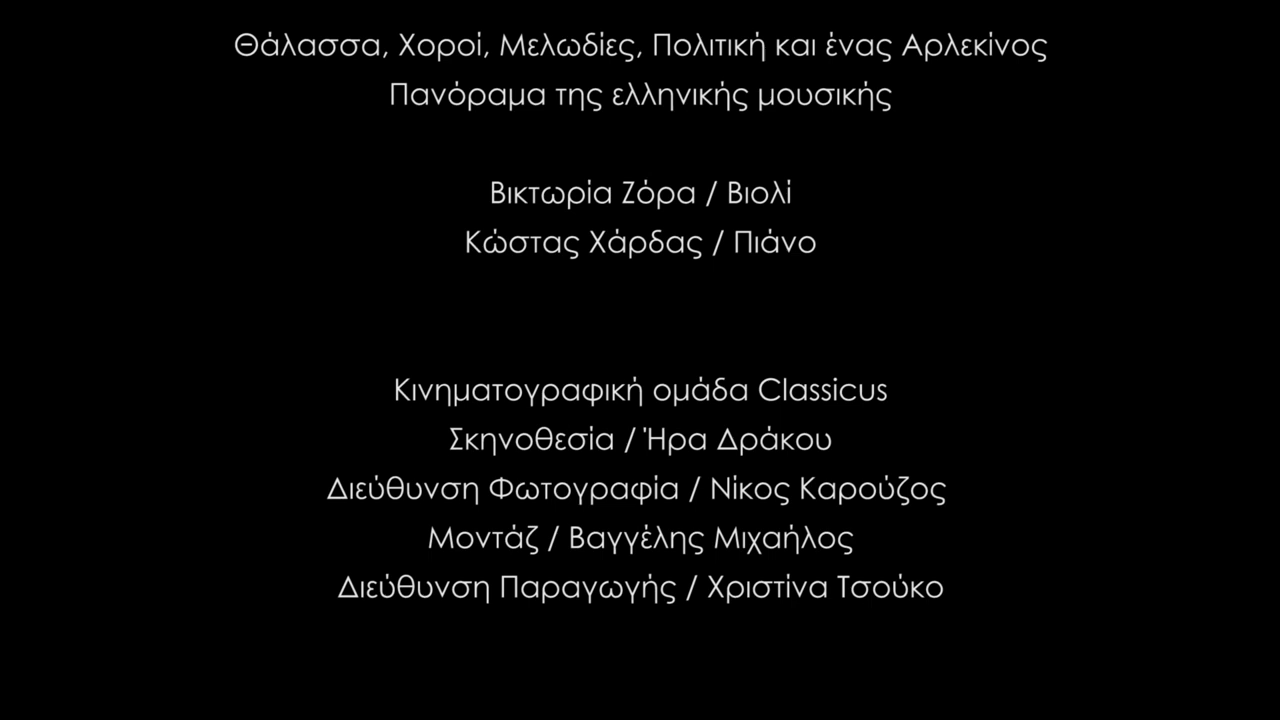 Θάλασσα, Χοροί, Μελωδίες, Πολιτική και ένας Αρλεκίνος
Πανόραμα της ελληνικής μουσικής
Βικτωρία Ζόρα / Βιολί
Κώστας Χάρδας / Πιάνο
Κινηματογραφική ομάδα Classicus
Σκηνοθεσία / Ήρα Δράκου
Διεύθυνση Φωτογραφία / Νίκος Καρούζος
Μοντάζ / Βαγγέλης Μιχαήλος
Διεύθυνση Παραγωγής / Χριστίνα Τσούκο